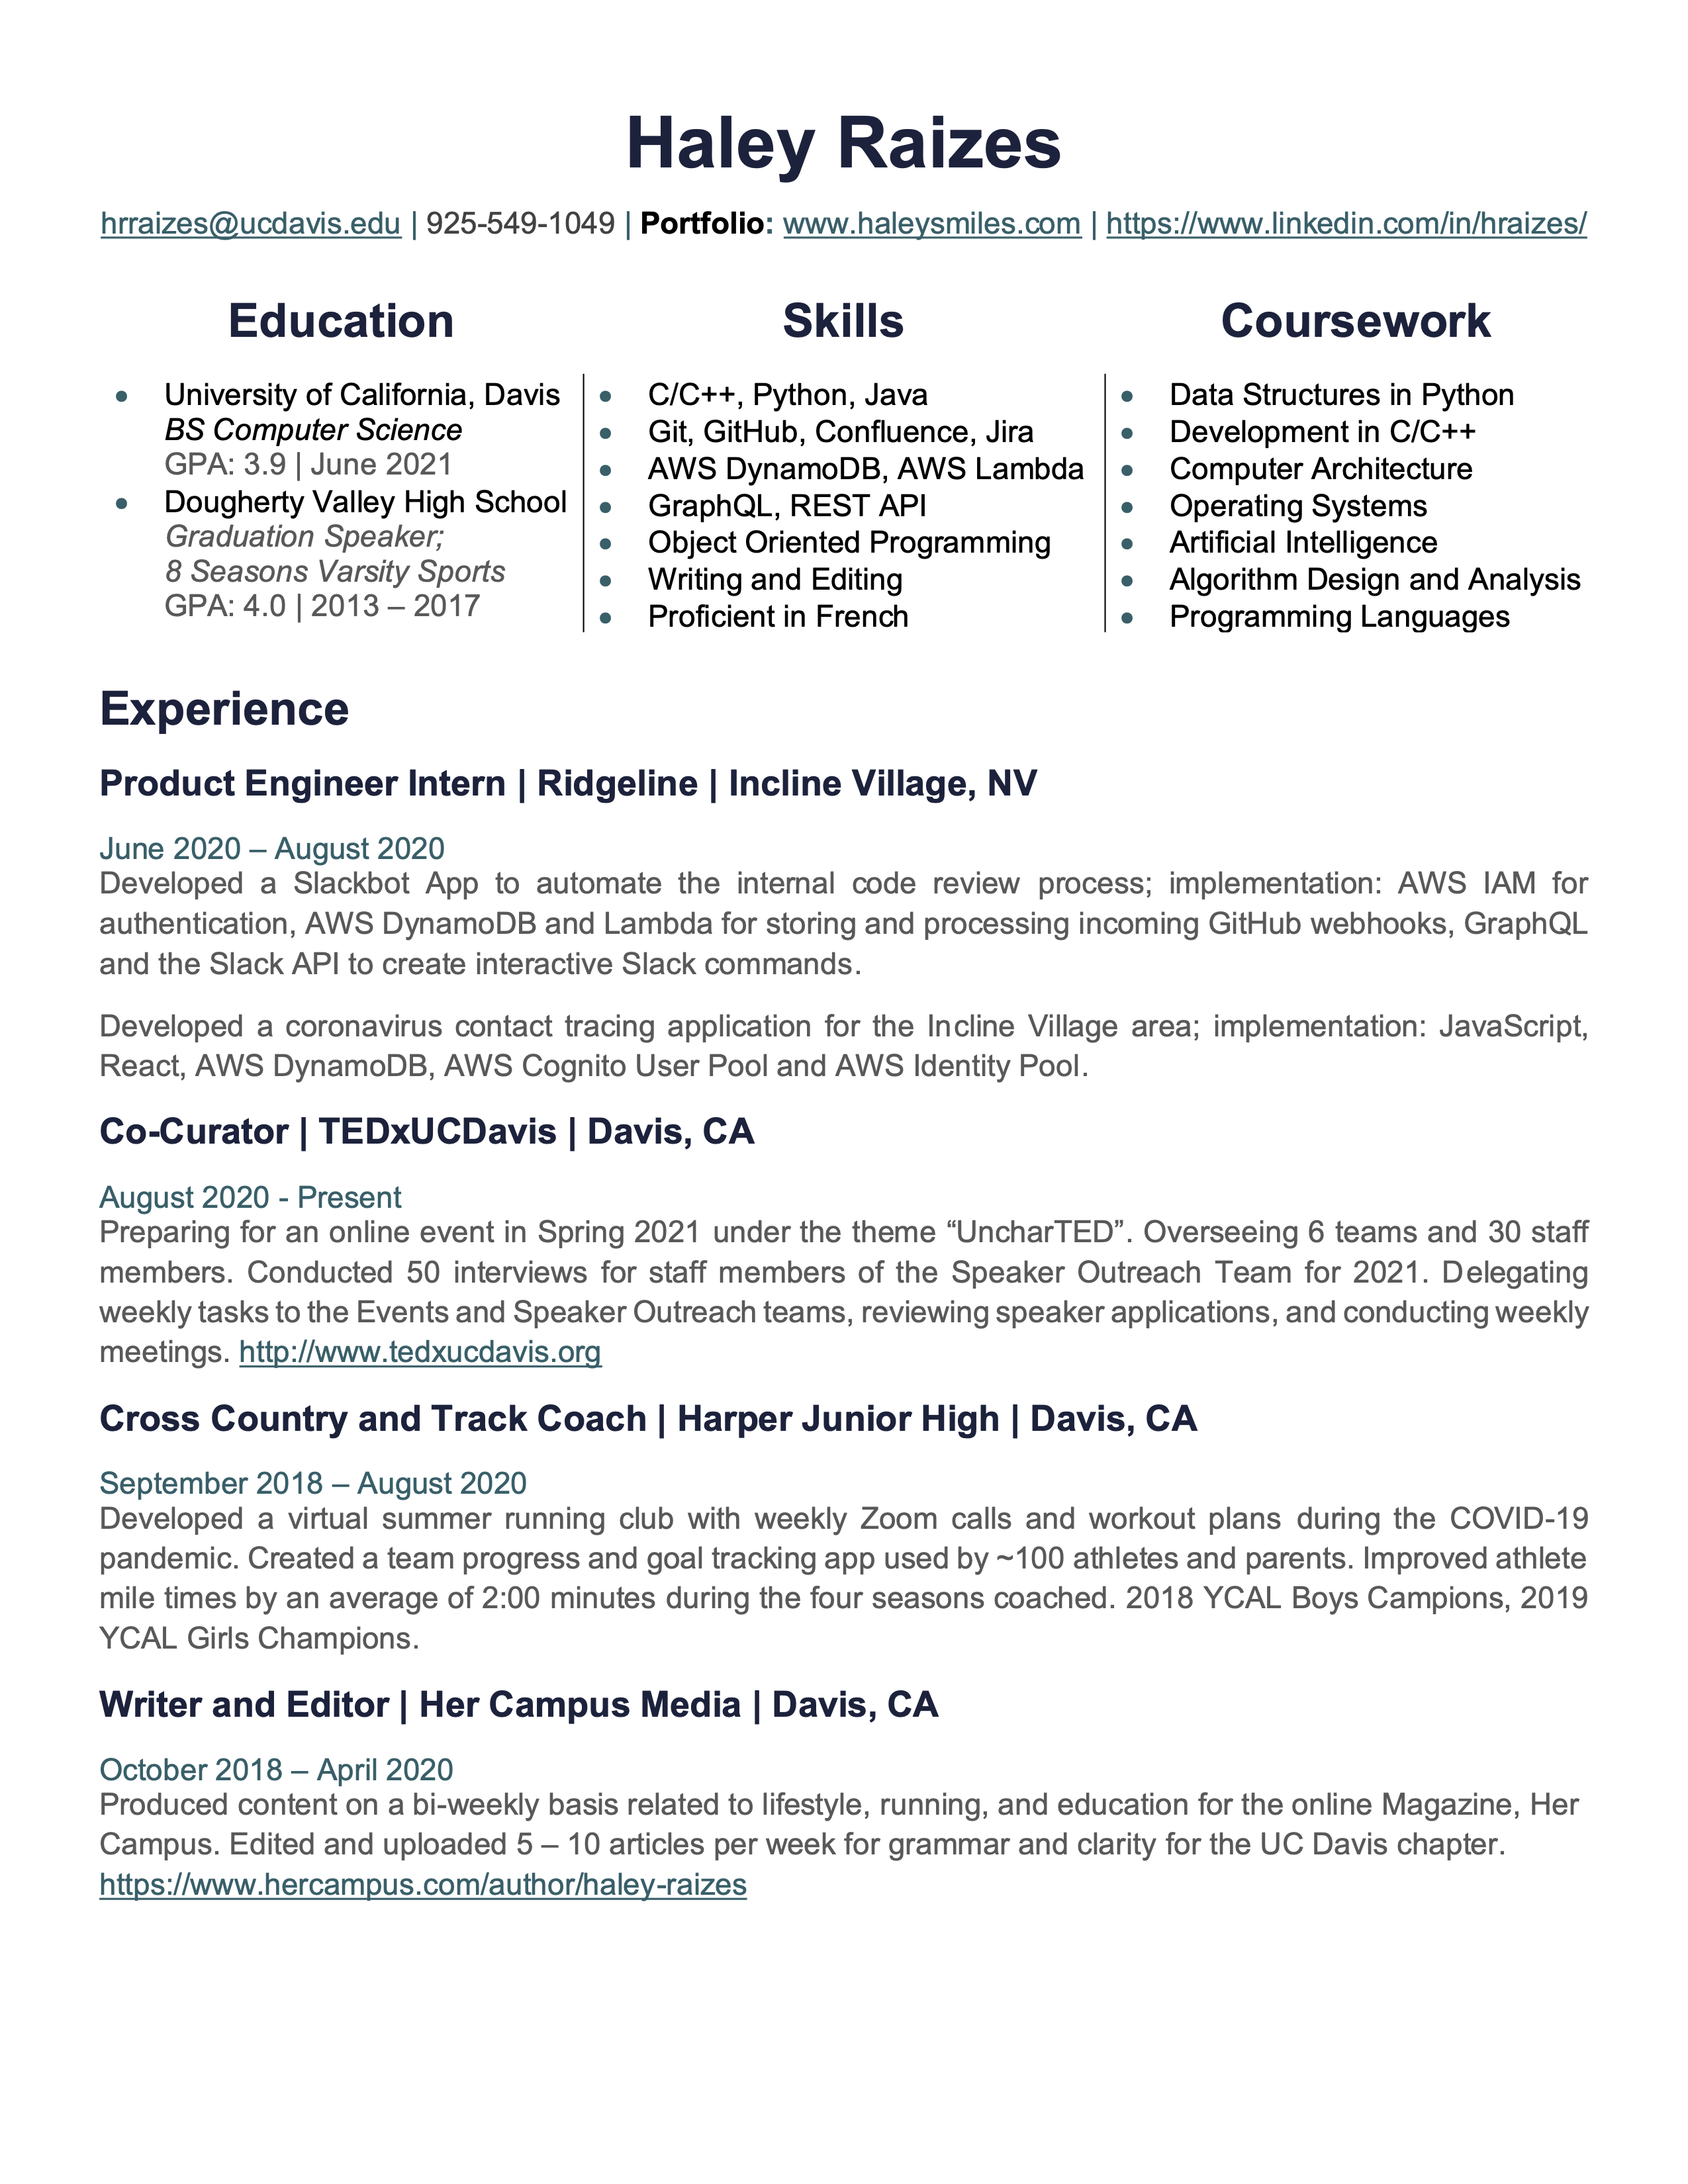 Haley Raizes
hrraizes@ucdavis.edu | 925-549-1049 | Portfolio: www.haleysmiles.com | https://www.linkedin.com/in/hraizes/
Education
• University of California, Davis
BS Computer Science
GPA: 3.9 | June 2021
• Dougherty Valley High School
Graduation Speaker;
8 Seasons Varsity Sports
GPA: 4.0 | 2013 – 2017
Skills
• C/C++, Python, Java
• Git, GitHub, Confluence, Jira
• AWS DynamoDB, AWS Lambda
• GraphQL, REST API
• Object Oriented Programming
• Writing and Editing
• Proficient in French
Coursework
• Data Structures in Python
• Development in C/C++
• Computer Architecture
• Operating Systems
• Artificial Intelligence
• Algorithm Design and Analysis
• Programming Languages
Experience
Product Engineer Intern | Ridgeline | Incline Village, NV
June 2020 – August 2020
Developed a Slackbot App to automate the internal code review process; implementation: AWS IAM for
authentication, AWS DynamoDB and Lambda for storing and processing incoming GitHub webhooks, GraphQL
and the Slack API to create interactive Slack commands.
Developed a coronavirus contact tracing application for the Incline Village area; implementation: JavaScript,
React, AWS DynamoDB, AWS Cognito User Pool and AWS Identity Pool.
Co-Curator | TEDxUCDavis | Davis, CA
August 2020 - Present
Preparing for an online event in Spring 2021 under the theme “UncharTED”. Overseeing 6 teams and 30 staff
members. Conducted 50 interviews for staff members of the Speaker Outreach Team for 2021. Delegating
weekly tasks to the Events and Speaker Outreach teams, reviewing speaker applications, and conducting weekly
meetings. http://www.tedxucdavis.org
Cross Country and Track Coach | Harper Junior High | Davis, CA
September 2018 – August 2020
Developed a virtual summer running club with weekly Zoom calls and workout plans during the COVID-19
pandemic. Created a team progress and goal tracking app used by ~100 athletes and parents. Improved athlete
mile times by an average of 2:00 minutes during the four seasons coached. 2018 YCAL Boys Campions, 2019
YCAL Girls Champions.
Writer and Editor | Her Campus Media | Davis, CA
October 2018 – April 2020
Produced content on a bi-weekly basis related to lifestyle, running, and education for the online Magazine, Her
Campus. Edited and uploaded 5 – 10 articles per week for grammar and clarity for the UC Davis chapter.
https://www.hercampus.com/author/haley-raizes